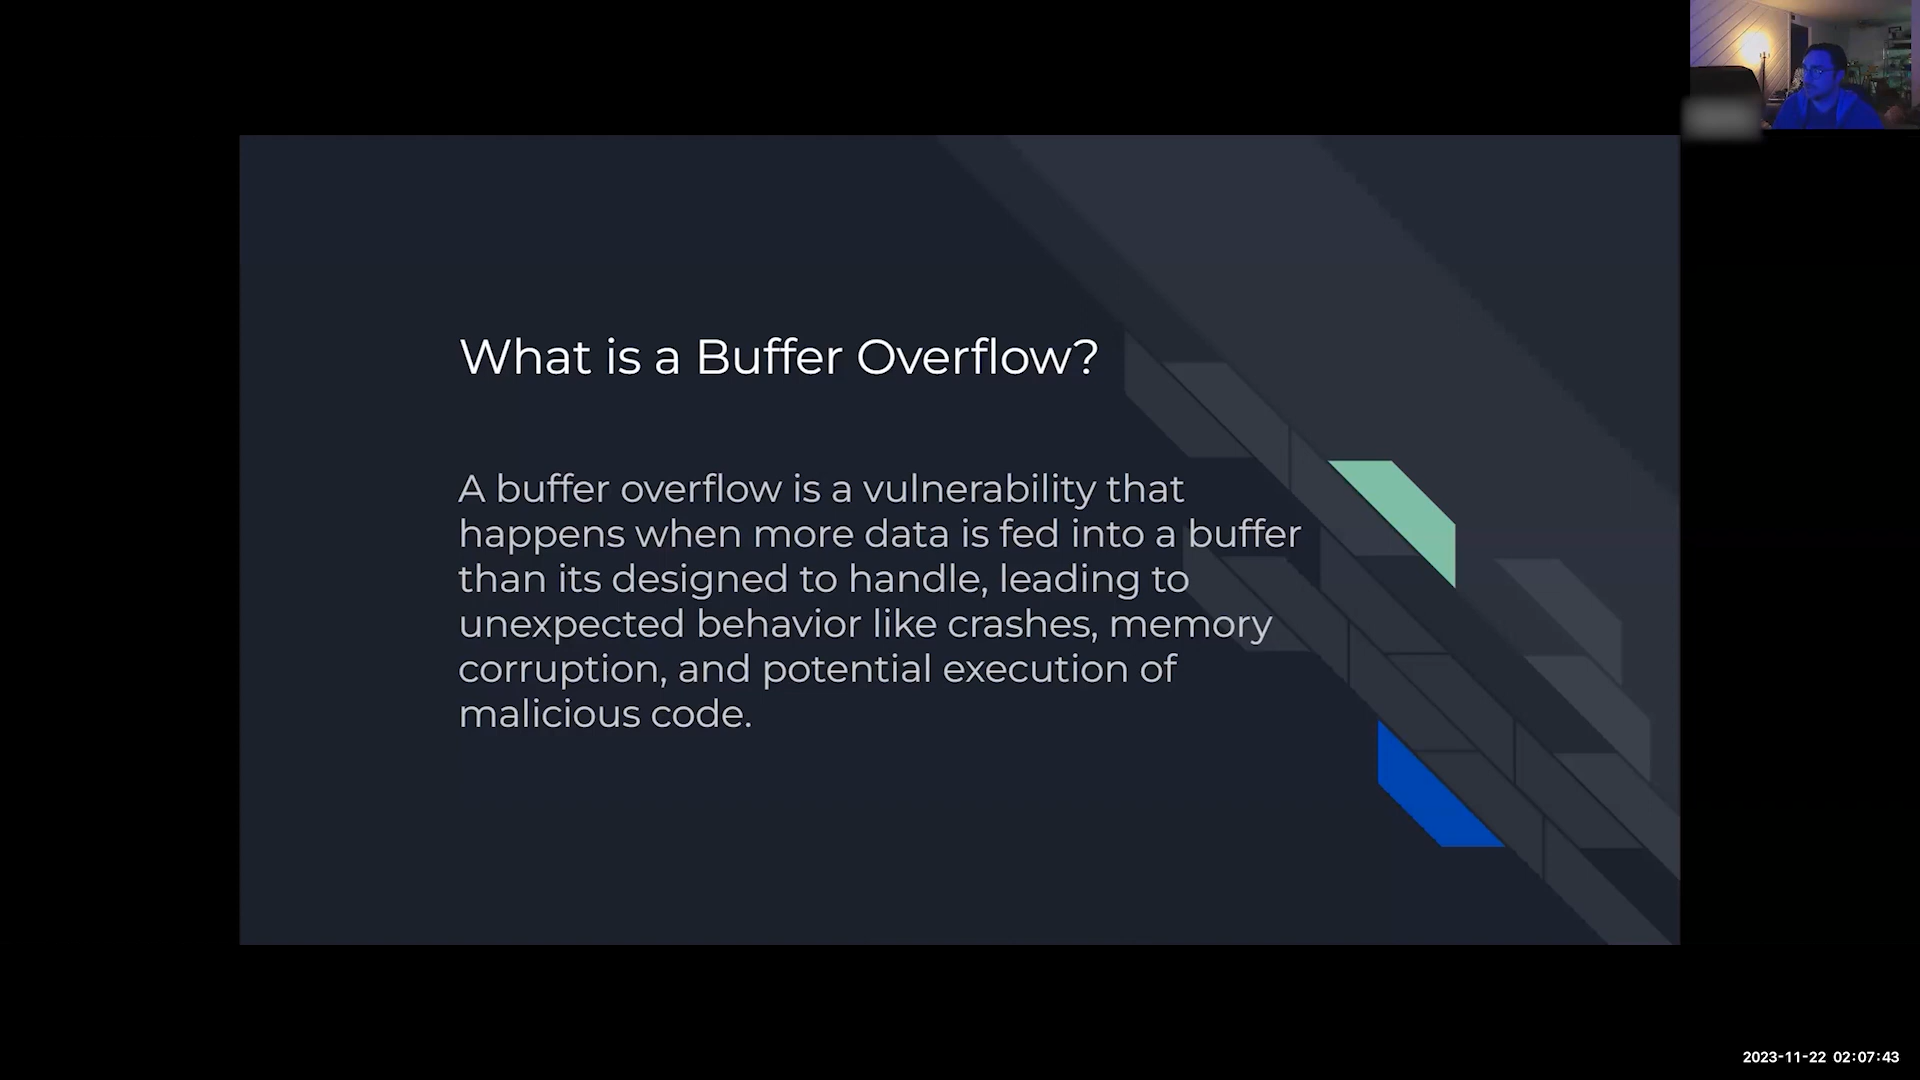 What is a Buffer Overflow?
A buffer overflow is a vulnerability that
happens when more data is fed into a buffer
than its designed to handle, leading to
unexpected behavior like crashes, memory
corruption, and potential execution of
malicious code.
2023-11-22 02:07:43